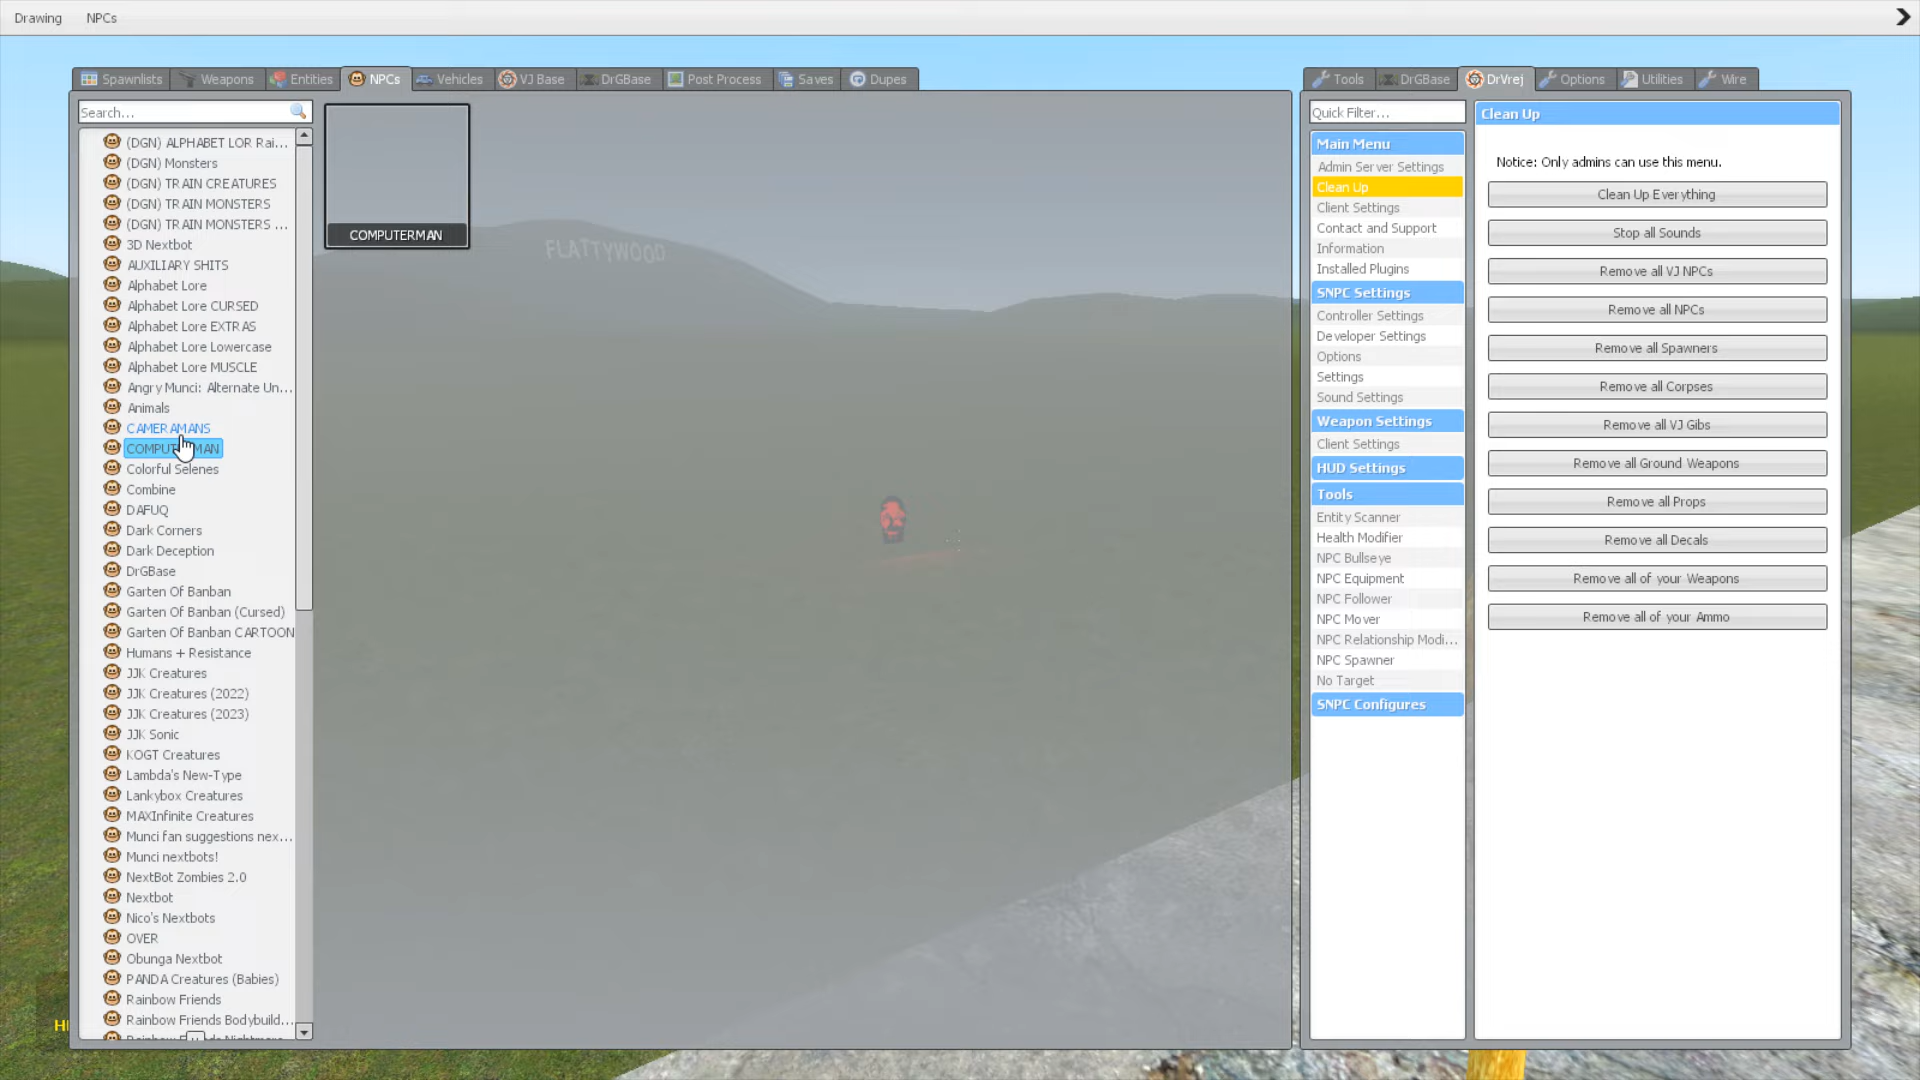 Drawing
NPCs
Spawnlists
Weapons
Entities
NPCs
Vehicles
VJ Base
DrGBase
Post Process
Saves
Dupes
Search...
(DGN) ALPHABET LOR Rai...
(DGN) Monsters
(DGN) TRAIN CREATURES
(DGN) TRAIN MONSTERS
(DGN) TRAIN MONSTERS ...
3D Nextbot
AUXILIARY SHITS
Alphabet Lore
Alphabet Lore CURSED
Alphabet Lore EXTRAS
Alphabet Lore Lowercase
Alphabet Lore MUSCLE
Angry Munci: Alternate Un...
Animals
CAMERAMANS
COMPUTERMAN
Colorful Selenes
Combine
DAFUQ
Dark Corners
Dark Deception
DrGBase
Garten Of Banban
Garten Of Banban (Cursed)
Garten Of Banban CARTOON
Humans + Resistance
JJK Creatures
JJK Creatures (2022)
JJK Creatures (2023)
JJK Sonic
KOGT Creatures
Lambda's New-Type
Lankybox Creatures
MAXInfinite Creatures
Munci fan suggestions nex...
Munci nextbots!
NextBot Zombies 2.0
Nextbot
Nico's Nextbots
OVER
Obunga Nextbot
PANDA Creatures (Babies)
Rainbow Friends
Rainbow Friends Bodybuild...
COMPUTERMAN
FLATTYWOOD
Tools
DrGBase
DrVrej
Options
Utilities
Wire
Quick Filter...
Main Menu
Admin Server Settings
Clean Up
Client Settings
Contact and Support
Information
Installed Plugins
SNPC Settings
Controller Settings
Developer Settings
Options
Settings
Sound Settings
Weapon Settings
Client Settings
HUD Settings
Tools
Entity Scanner
Health Modifier
NPC Bullseye
NPC Equipment
NPC Follower
NPC Mover
NPC Relationship Modi...
NPC Spawner
No Target
SNPC Configures
Clean Up
Notice: Only admins can use this menu.
Clean Up Everything
Stop all Sounds
Remove all VJ NPCs
Remove all NPCs
Remove all Spawners
Remove all Corpses
Remove all VJ Gibs
Remove all Ground Weapons
Remove all Props
Remove all Decals
Remove all of your Weapons
Remove all of your Ammo